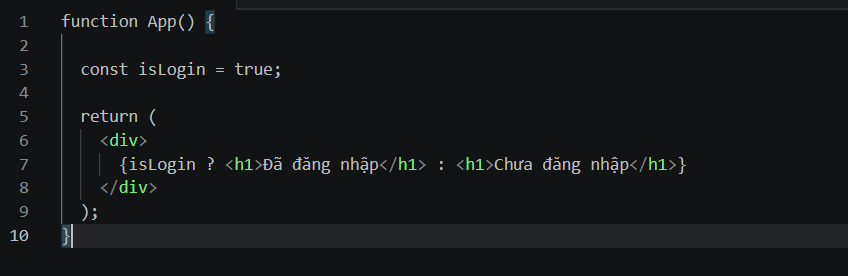 1 function App() {
2
3 const isLogin = true;
4
5 return (
6 <div>
7 {isLogin ? <h1>Đã đăng nhập</h1> : <h1>Chưa đăng nhập</h1>}
8 </div>
9 );
10 }